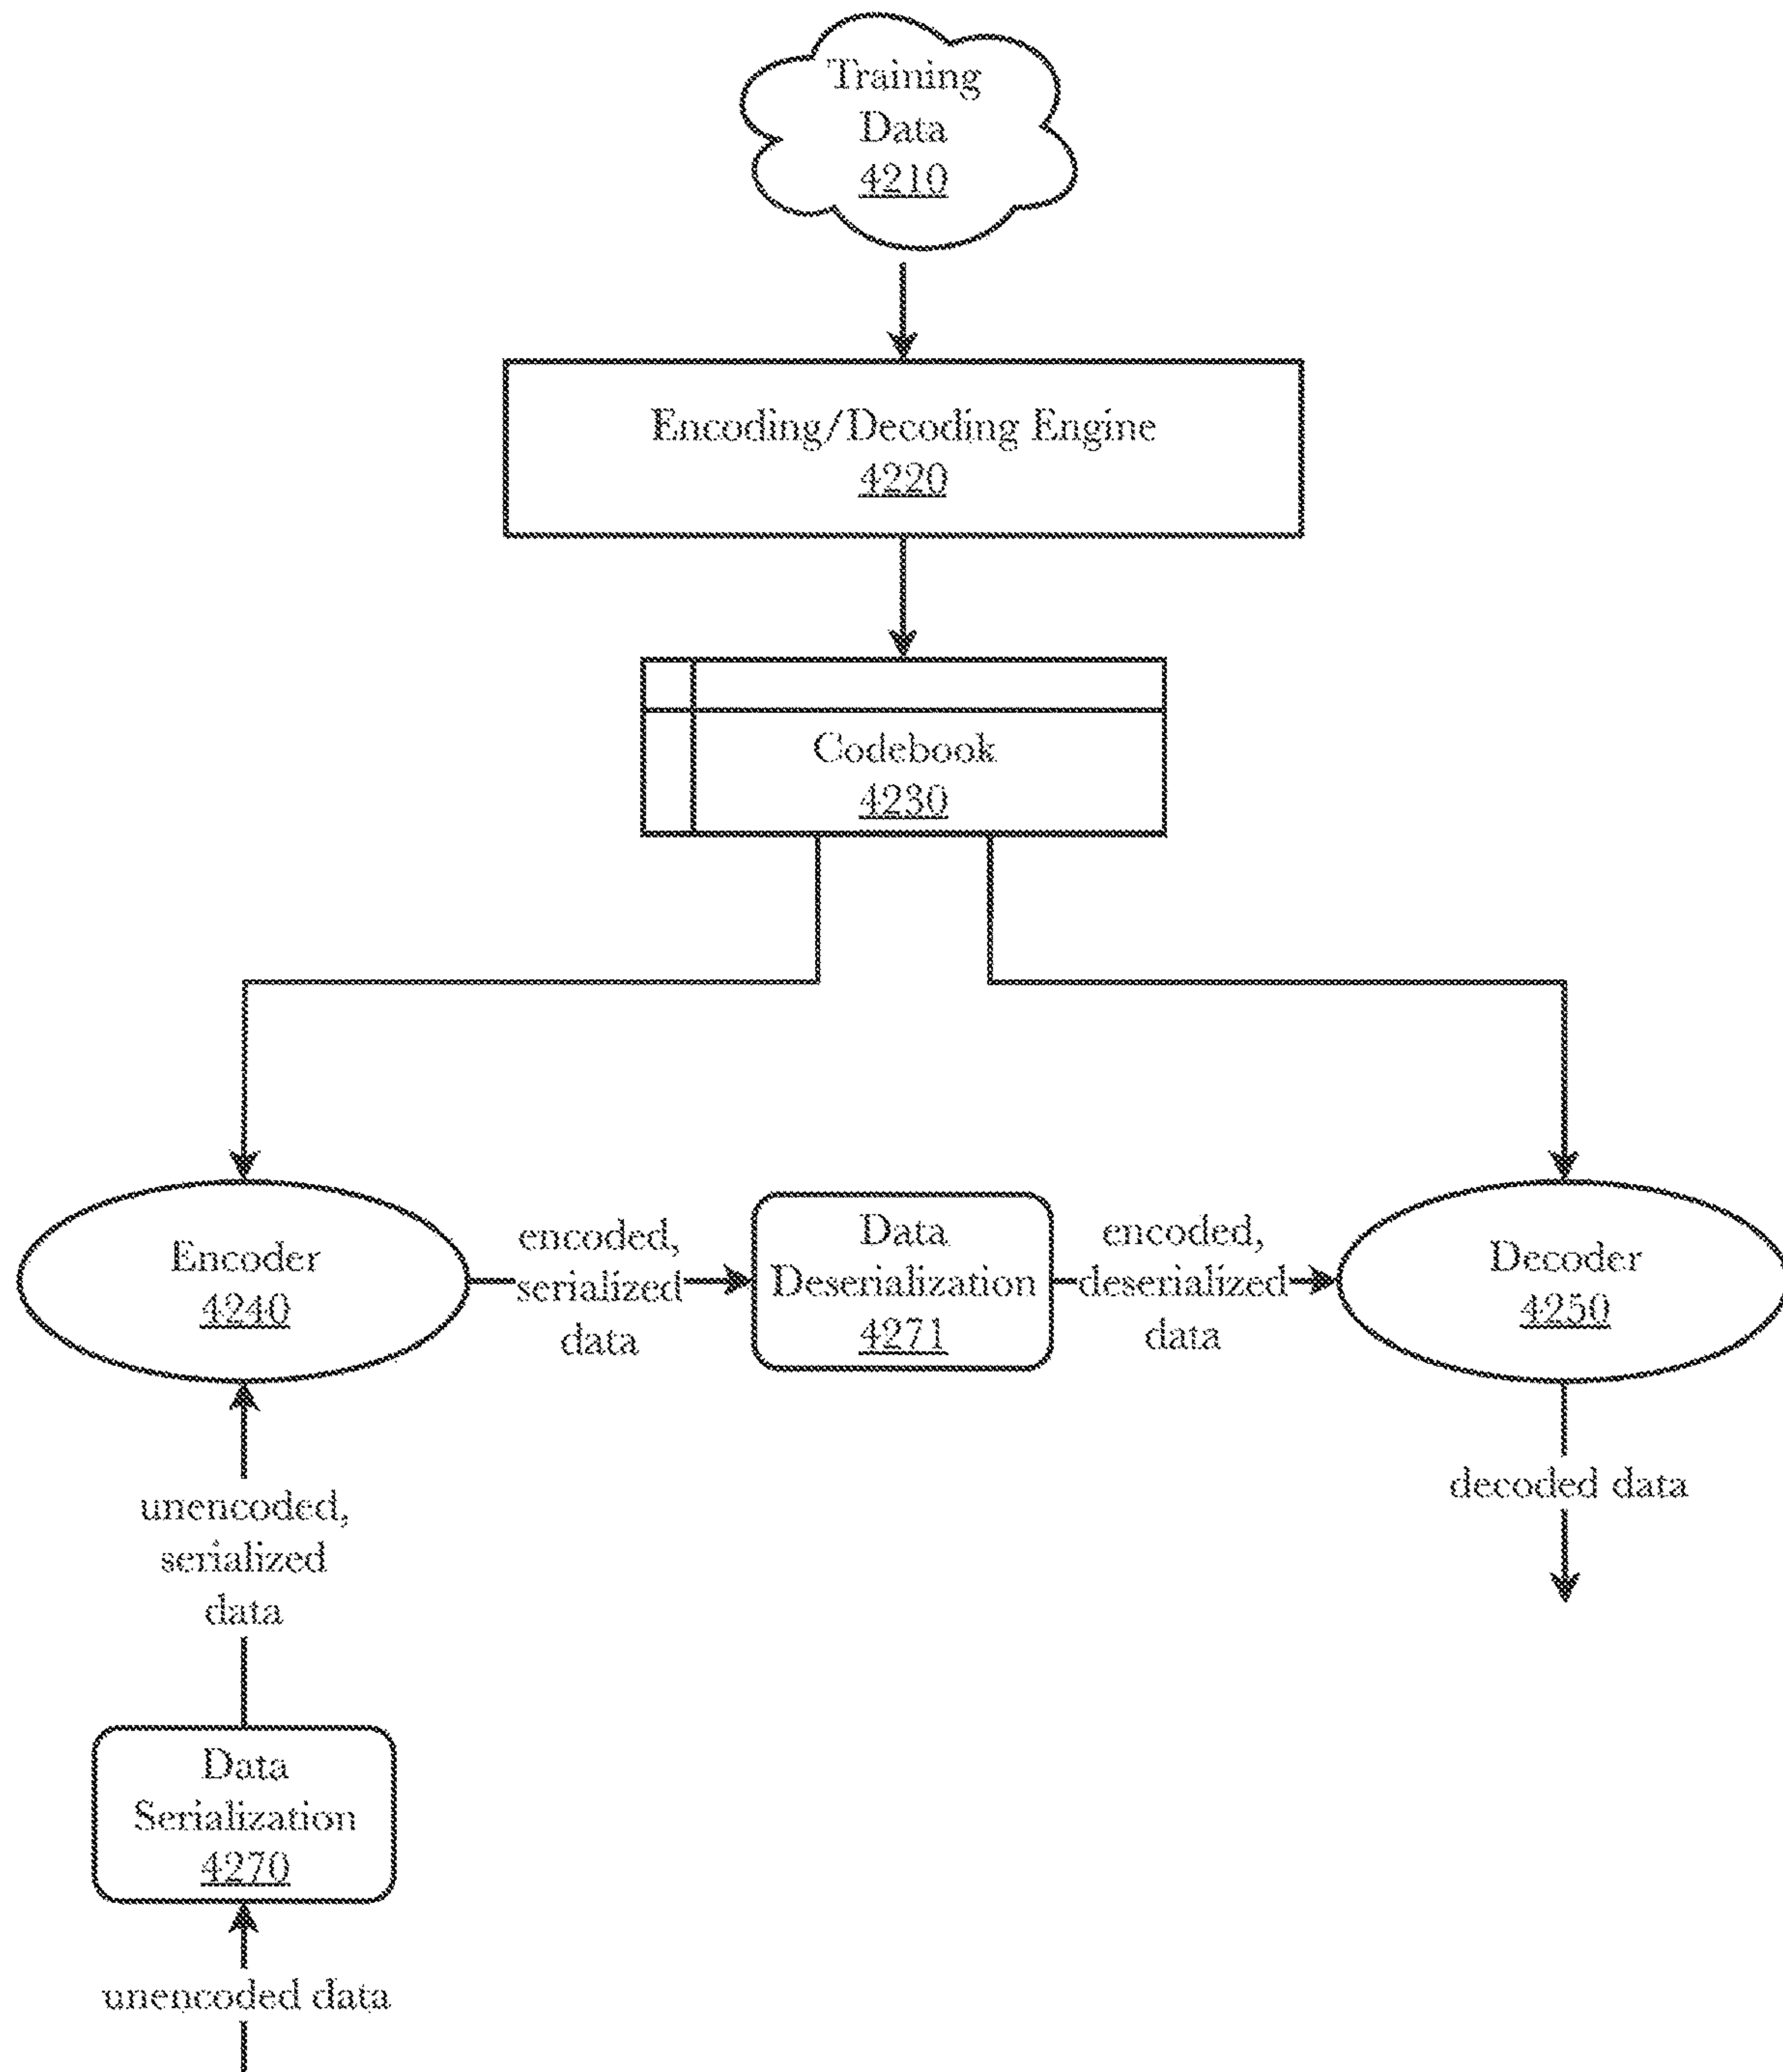 Training
Data
4210
Encoding/Decoding Engine
4220
Codebook
4230
Encoder
4240
encoded,
serialized
data
Data
Deserialization
4271
encoded,
deserialized
data
Decoder
4250
unencoded,
serialized
data
decoded data
Data
Serialization
4270
unencoded data